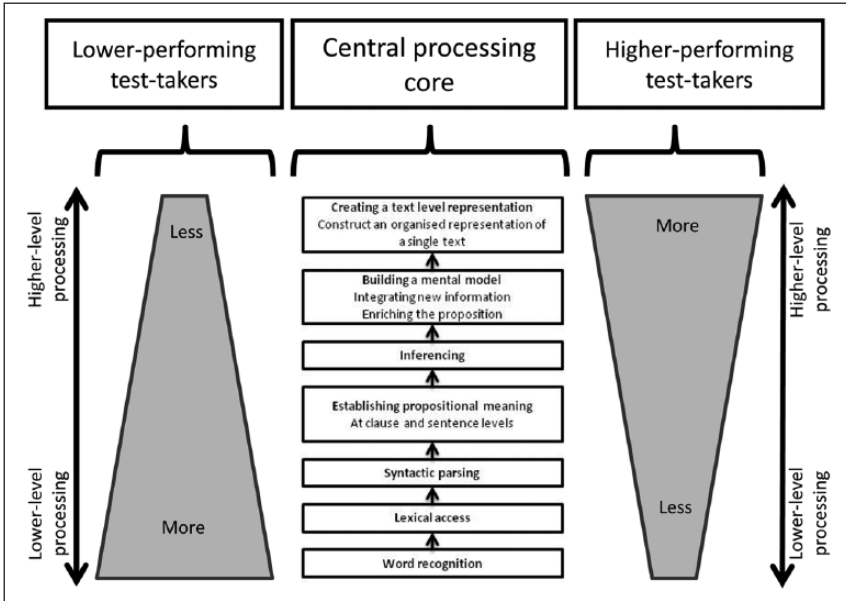 Lower-performing
test-takers
Central processing
core
Higher-performing
test-takers
Higher-level
processing
Lower-level
processing
Less
More
Creating a text level representation
Construct an organised representation of
a single text
Building a mental model
Integrating new information
Enriching the proposition
Inferencing
Establishing propositional meaning
At clause and sentence levels
Syntactic parsing
Lexical access
Word recognition
More
Less
Higher-level
processing
Lower-level
processing